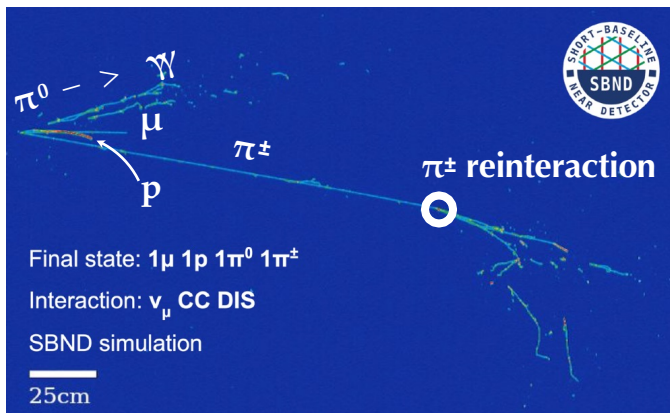 π⁰ − > γγ
μ
p
π±
π± reinteraction
SHORT-BASELINE
SBND
NEAR DETECTOR
Final state: 1μ 1p 1π⁰ 1π±
Interaction: ν_μ CC DIS
SBND simulation
25cm